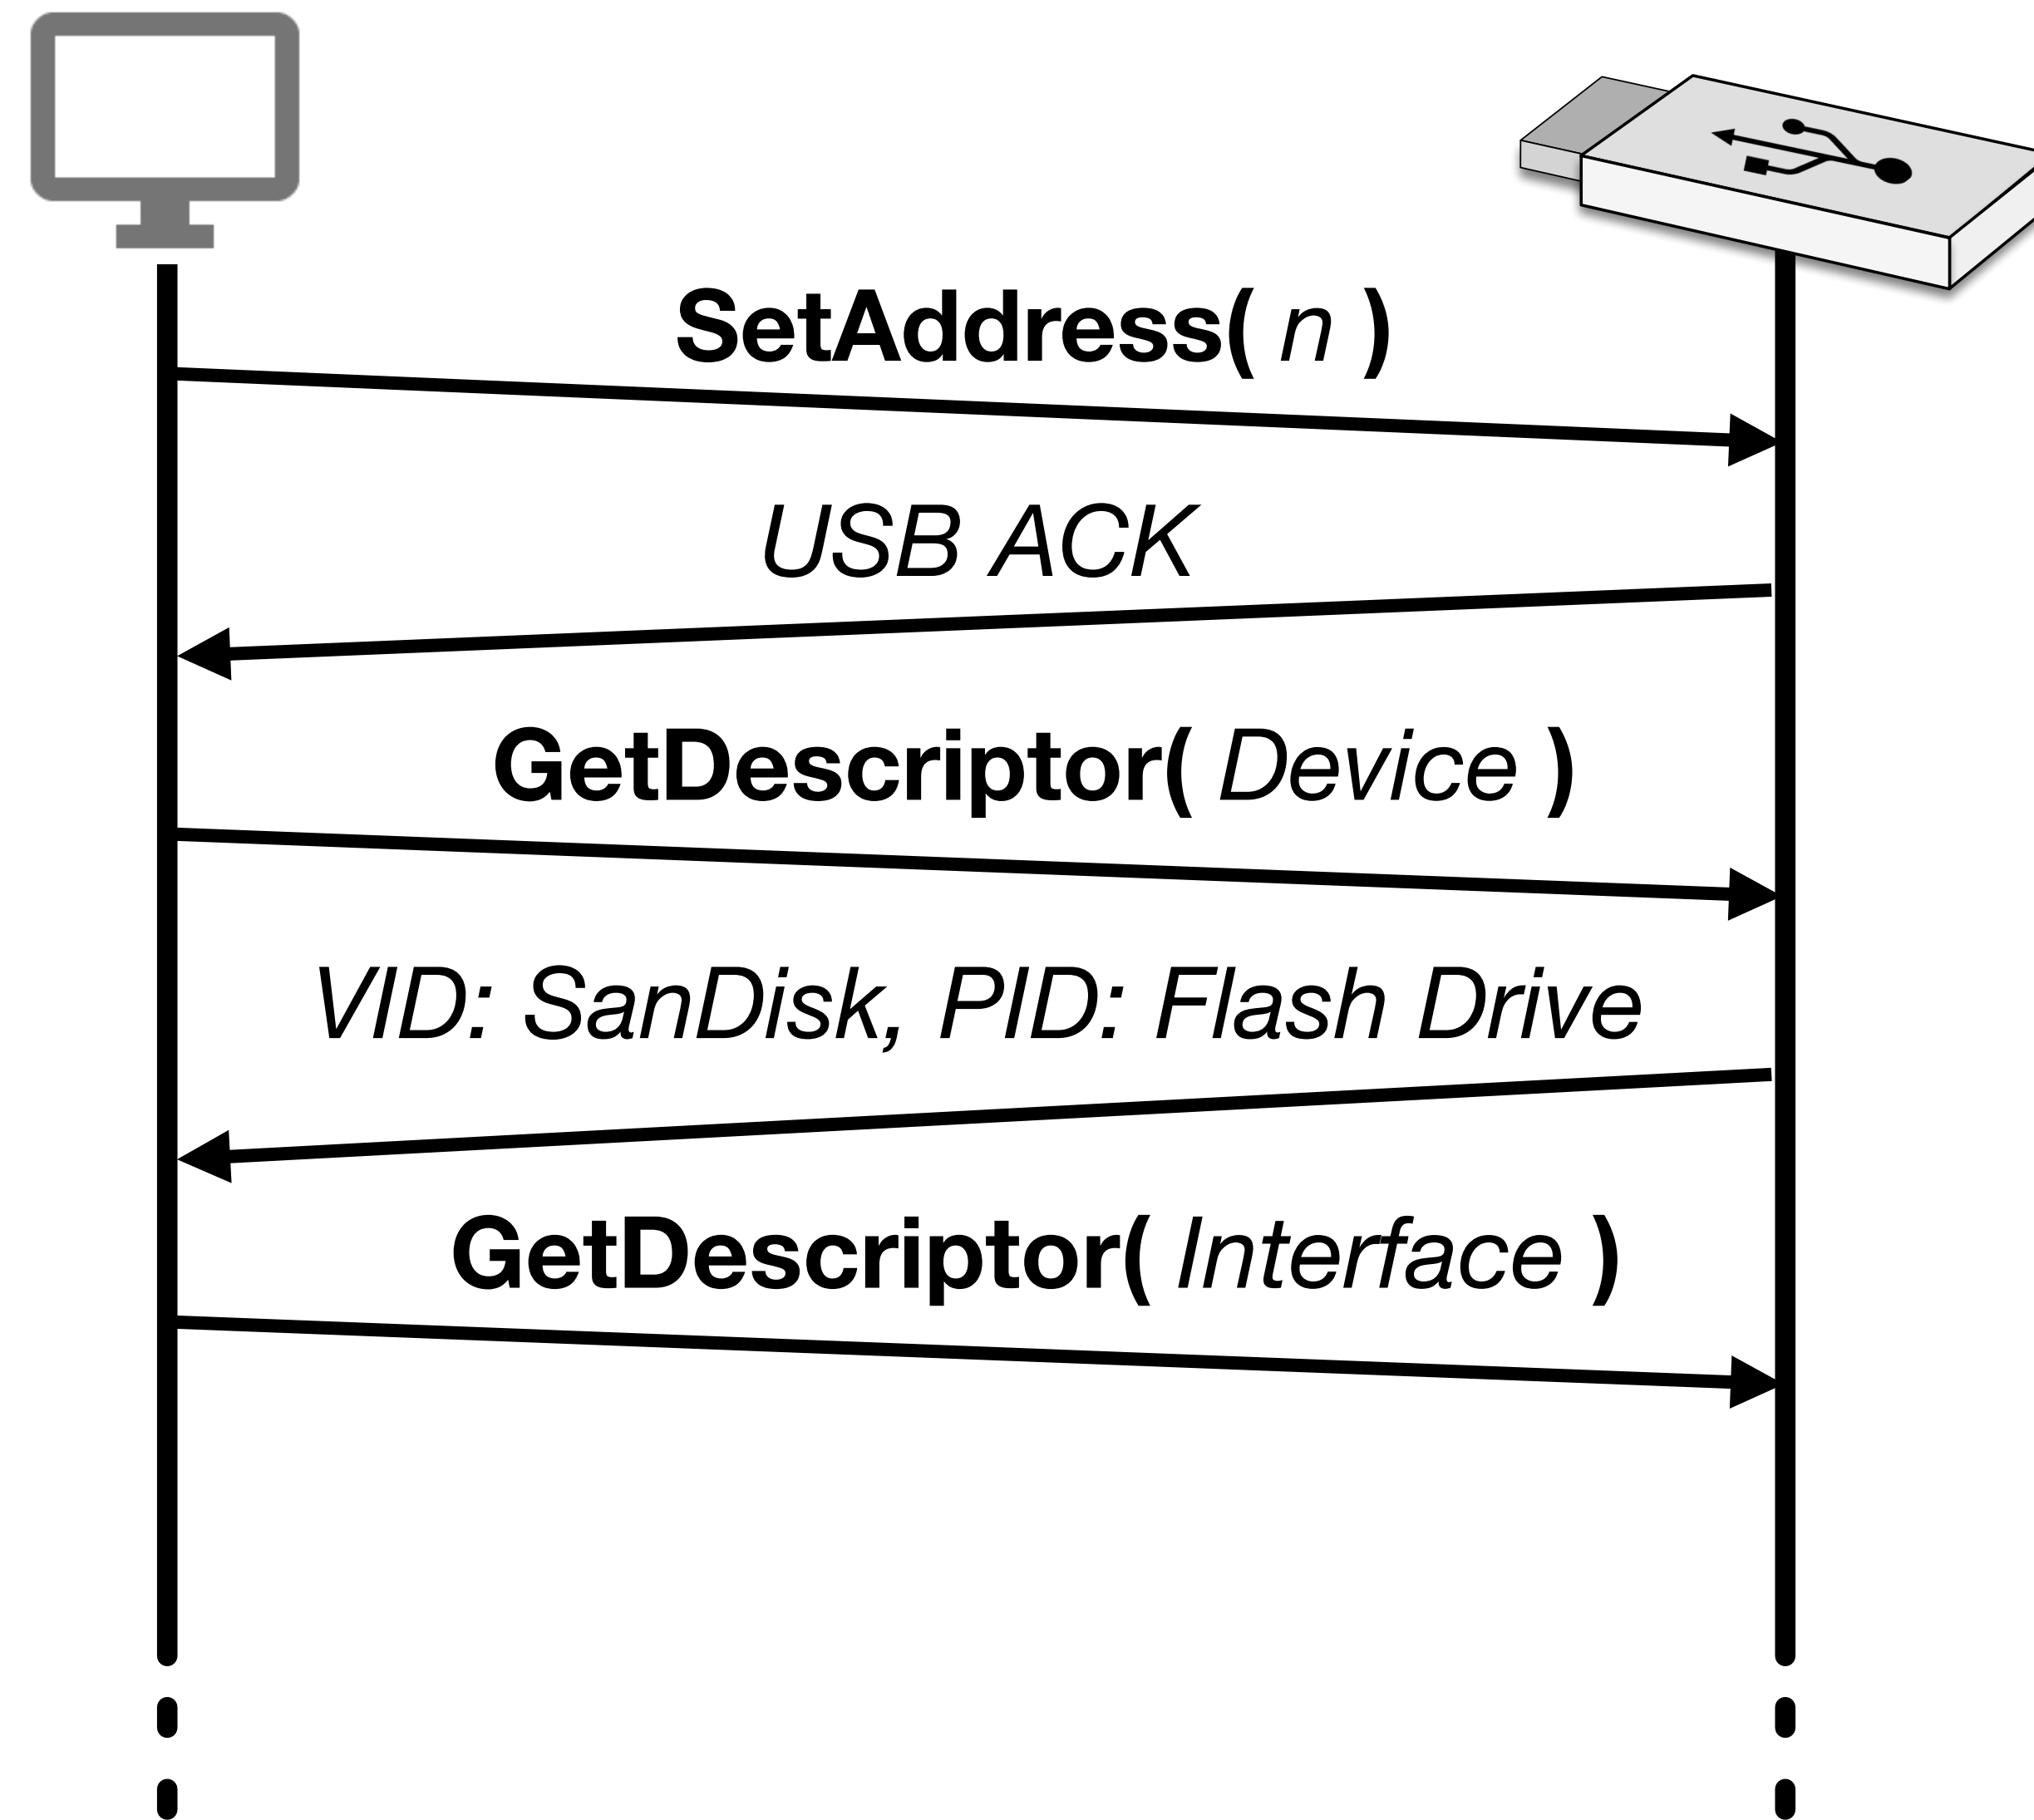 SetAddress( n )
USB ACK
GetDescriptor( Device )
VID: SanDisk, PID: Flash Drive
GetDescriptor( Interface )